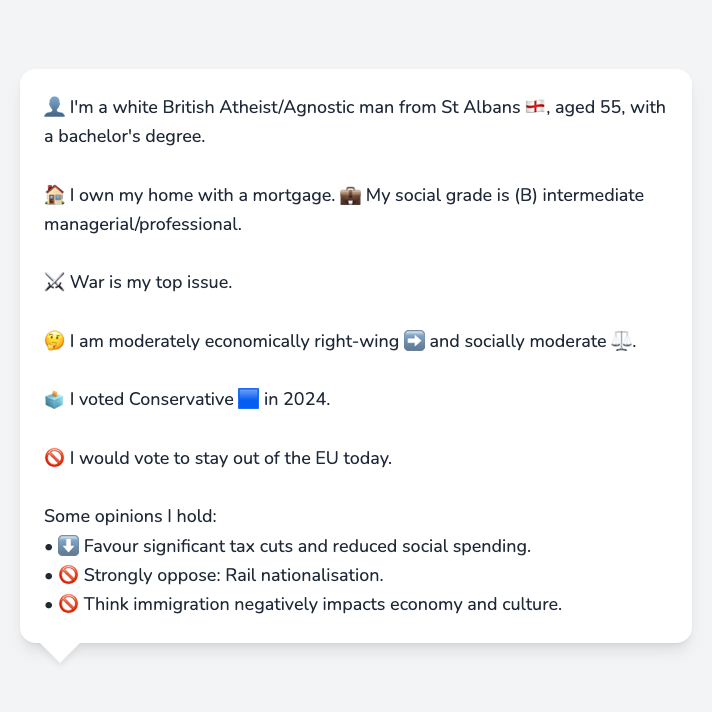 👤 I'm a white British Atheist/Agnostic man from St Albans 🏴󠁧󠁢󠁥󠁮󠁧󠁿, aged 55, with
a bachelor's degree.
🏠 I own my home with a mortgage. 💼 My social grade is (B) intermediate
managerial/professional.
⚔️ War is my top issue.
🤔 I am moderately economically right-wing ➡️ and socially moderate ⚖️.
🗳️ I voted Conservative 🟦 in 2024.
🚫 I would vote to stay out of the EU today.
Some opinions I hold:
• ⬇️ Favour significant tax cuts and reduced social spending.
• 🚫 Strongly oppose: Rail nationalisation.
• 🚫 Think immigration negatively impacts economy and culture.